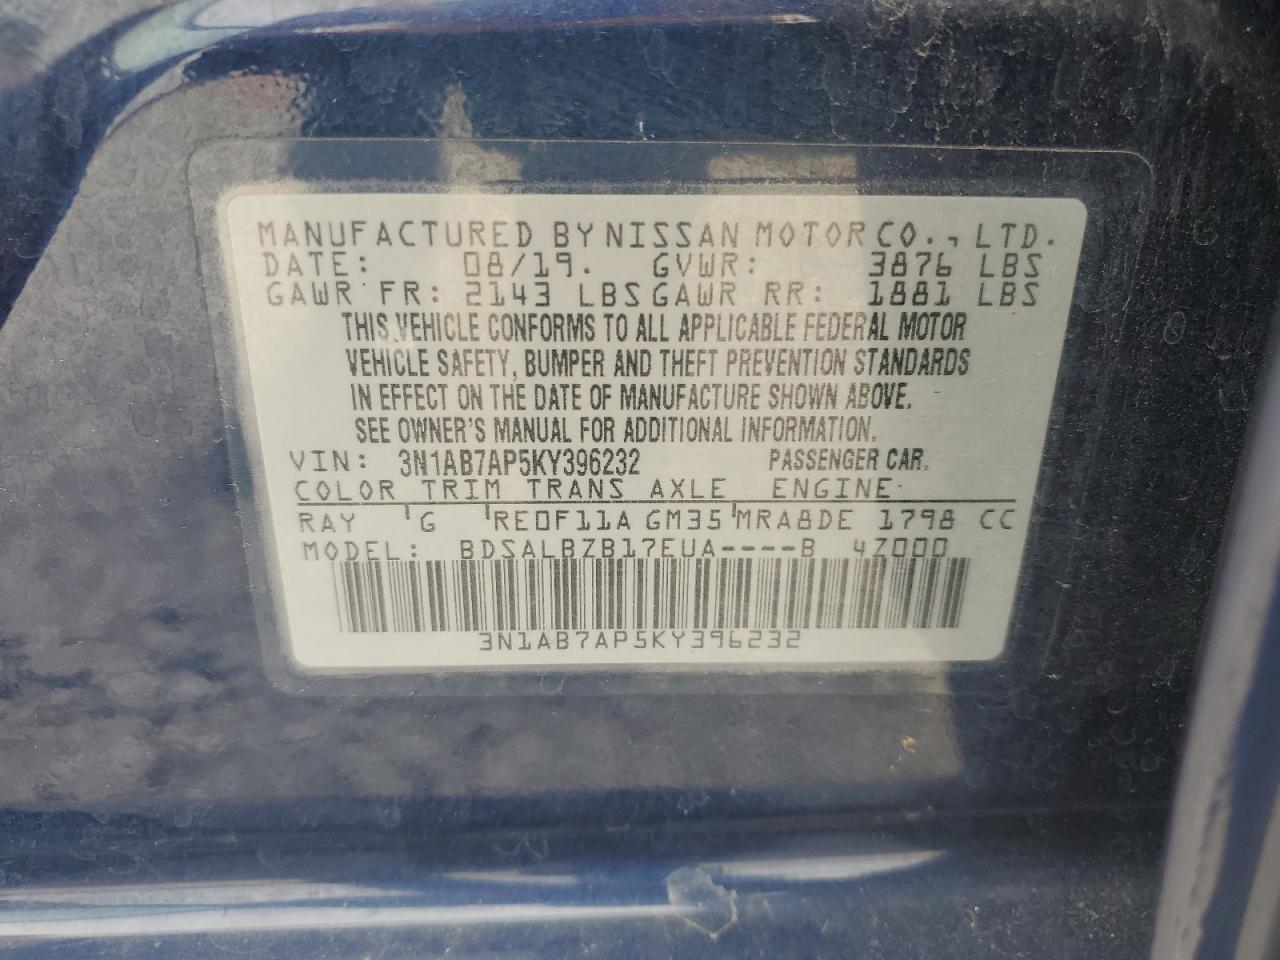 MANUFACTURED BY NISSAN MOTOR CO., LTD.
DATE: 08/19. GVWR: 3876 LBS
GAWR FR: 2143 LBS GAWR RR: 1881 LBS
THIS VEHICLE CONFORMS TO ALL APPLICABLE FEDERAL MOTOR
VEHICLE SAFETY, BUMPER AND THEFT PREVENTION STANDARDS
IN EFFECT ON THE DATE OF MANUFACTURE SHOWN ABOVE.
SEE OWNER'S MANUAL FOR ADDITIONAL INFORMATION.
VIN: 3N1AB7AP5KY396232 PASSENGER CAR.
COLOR TRIM TRANS AXLE ENGINE
RAY G RE0F11A GM35 MRA8DE 1798 CC
MODEL: BDSALBZB17EUA----B 4Z000
3N1AB7AP5KY396232